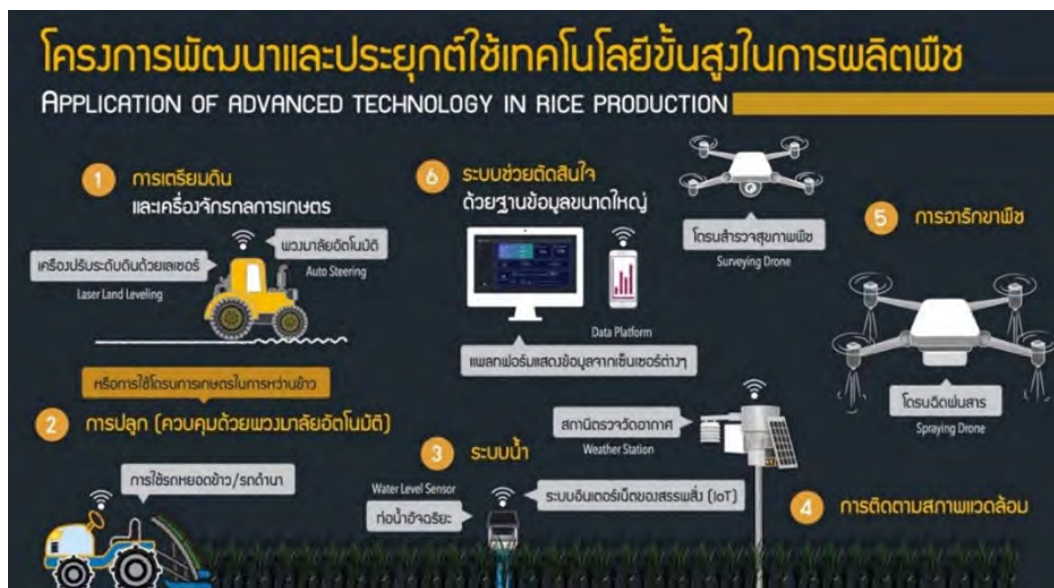 โครงการพัฒนาและประยุกต์ใช้เทคโนโลยีขั้นสูงในการผลิตพืช
APPLICATION OF ADVANCED TECHNOLOGY IN RICE PRODUCTION
1 การเตรียมดิน
และเครื่องจักรกลการเกษตร
พวงมาลัยอัตโนมัติ
Auto Steering
เครื่องปรับระดับดินด้วยเลเซอร์
Laser Land Leveling
หรือการใช้โดรนการเกษตรในการหว่านข้าว
2 การปลูก (ควบคุมด้วยพวงมาลัยอัตโนมัติ)
การใช้รถหยอดข้าว/รถดำนา
6 ระบบช่วยตัดสินใจ
ด้วยฐานข้อมูลขนาดใหญ่
Data Platform
แพลกฟอร์มแสดงข้อมูลจากเซ็นเซอร์ต่างๆ
โดรนสำรวจสุขภาพพืช
Surveying Drone
5 การอารักขาพืช
โดรนฉีดพ่นสาร
Spraying Drone
สถานีตรวจวัดอากาศ
Weather Station
3 ระบบน้ำ
Water Level Sensor
ท่อน้ำอัจฉริยะ
ระบบอินเตอร์เน็ตของสรรพสิ่ง (IoT)
4 การติดตามสภาพแวดล้อม